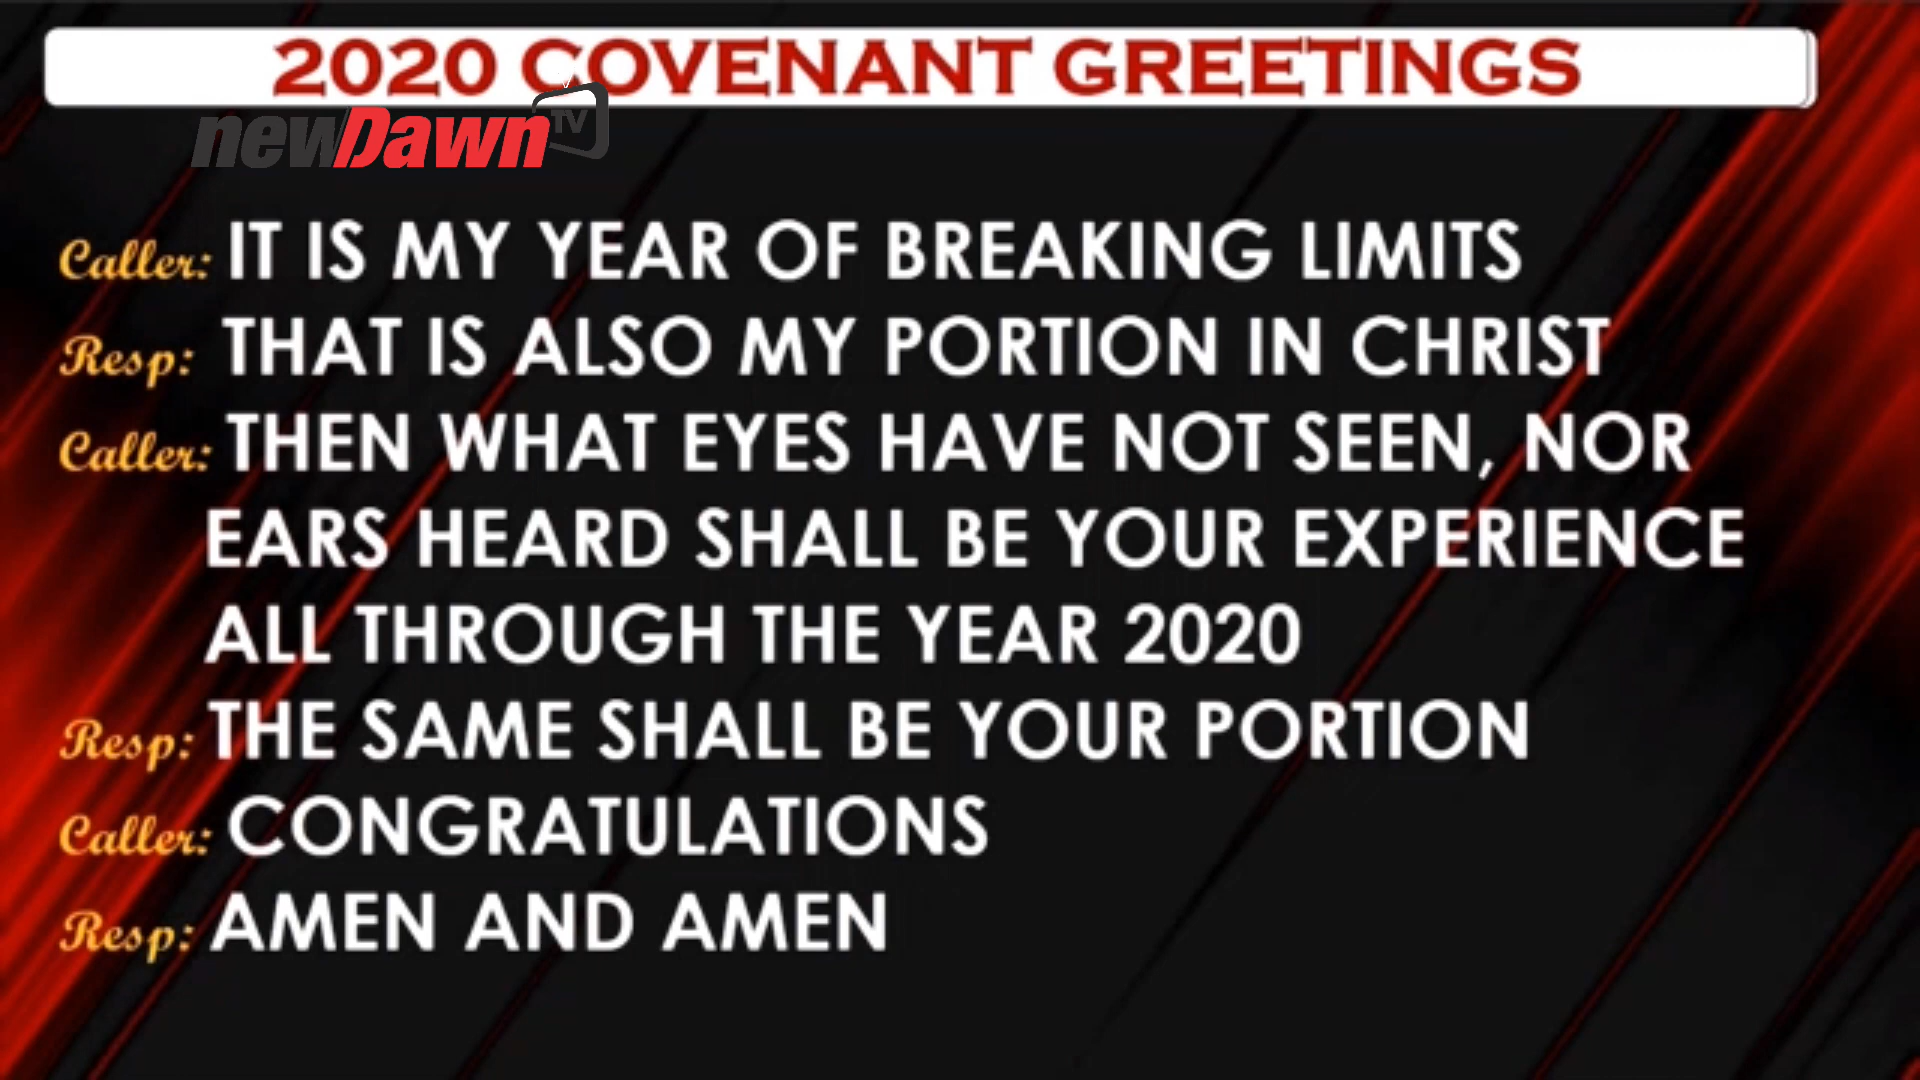 2020 COVENANT GREETINGS
newDawn TV
Caller: IT IS MY YEAR OF BREAKING LIMITS
Resp: THAT IS ALSO MY PORTION IN CHRIST
Caller: THEN WHAT EYES HAVE NOT SEEN, NOR
EARS HEARD SHALL BE YOUR EXPERIENCE
ALL THROUGH THE YEAR 2020
Resp: THE SAME SHALL BE YOUR PORTION
Caller: CONGRATULATIONS
Resp: AMEN AND AMEN